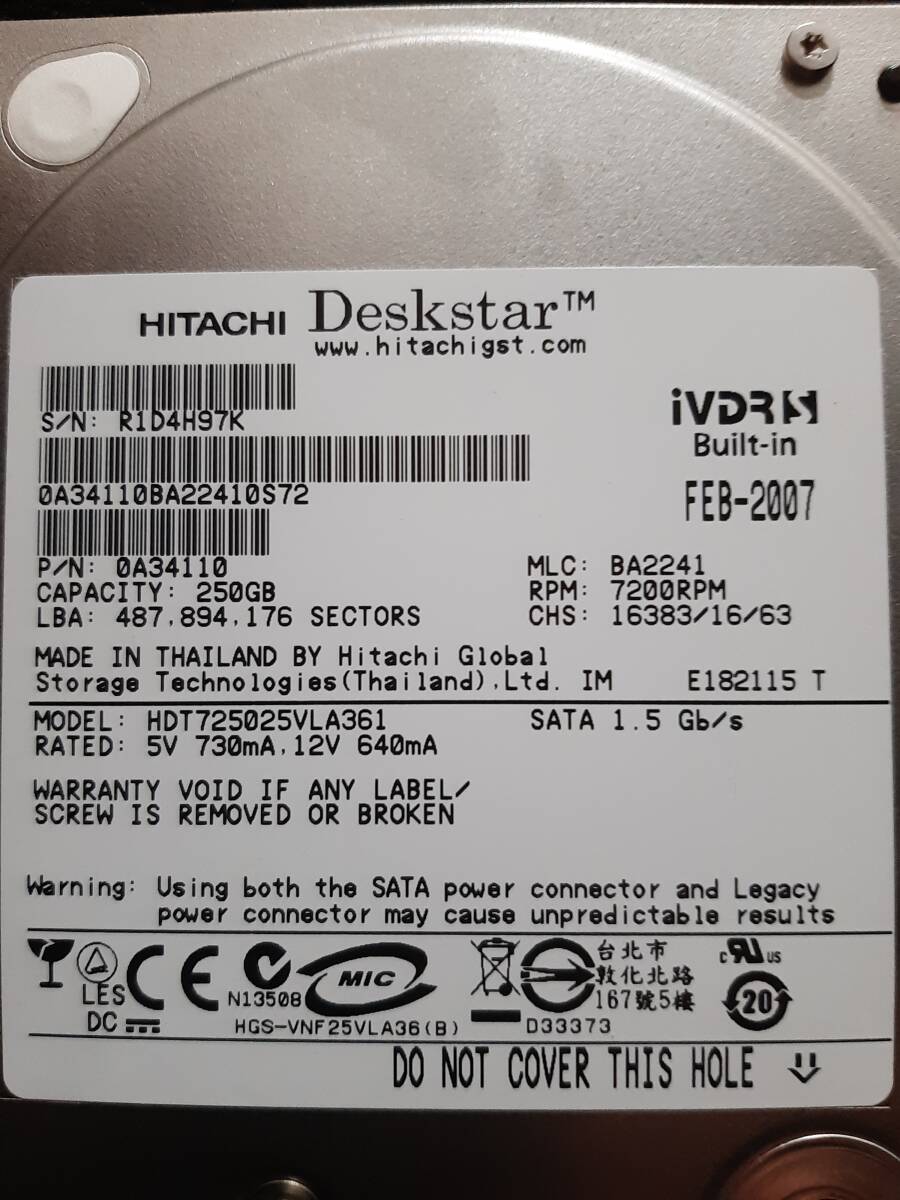 HITACHI Deskstar™
www.hitachigst.com
S/N: R1D4H97K
iVDR S
Built-in
0A34110BA22410S72
FEB-2007
P/N: 0A34110
MLC: BA2241
CAPACITY: 250GB
RPM: 7200RPM
LBA: 487,894,176 SECTORS
CHS: 16383/16/63
MADE IN THAILAND BY Hitachi Global
Storage Technologies(Thailand),Ltd. IM
E182115 T
MODEL: HDT725025VLA361
SATA 1.5 Gb/s
RATED: 5V 730mA,12V 640mA
WARRANTY VOID IF ANY LABEL/
SCREW IS REMOVED OR BROKEN
Warning: Using both the SATA power connector and Legacy
power connector may cause unpredictable results
LES
DC
CE
N13508
MIC
HGS-VNF25VLA36(B)
D33373
台北市
敦化北路
167號5樓
c RU us
20
DO NOT COVER THIS HOLE